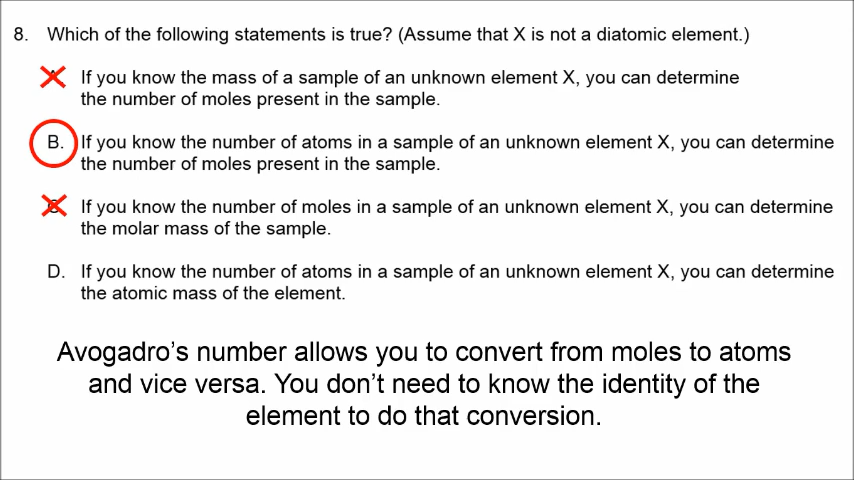 8. Which of the following statements is true? (Assume that X is not a diatomic element.)
If you know the mass of a sample of an unknown element X, you can determine
the number of moles present in the sample.
B. If you know the number of atoms in a sample of an unknown element X, you can determine
the number of moles present in the sample.
If you know the number of moles in a sample of an unknown element X, you can determine
the molar mass of the sample.
D. If you know the number of atoms in a sample of an unknown element X, you can determine
the atomic mass of the element.
Avogadro’s number allows you to convert from moles to atoms
and vice versa. You don’t need to know the identity of the
element to do that conversion.